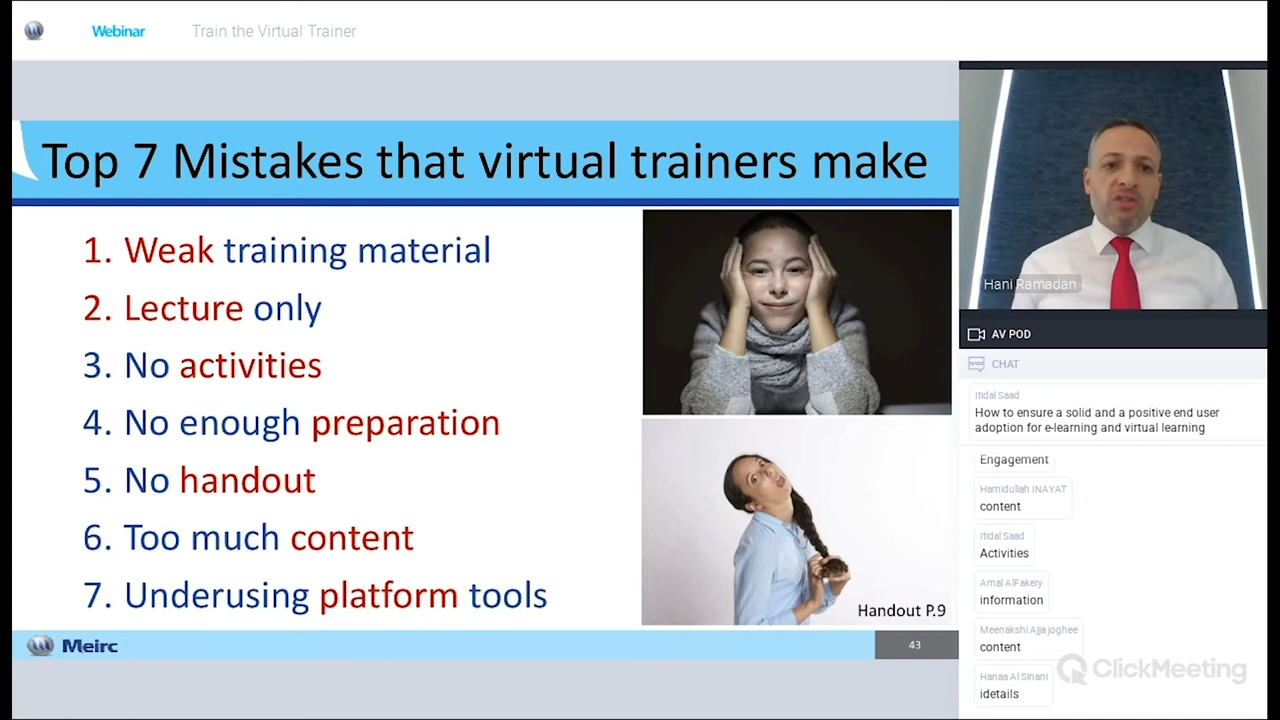 Webinar
Train the Virtual Trainer
Top 7 Mistakes that virtual trainers make
1. Weak training material
2. Lecture only
3. No activities
4. No enough preparation
5. No handout
6. Too much content
7. Underusing platform tools
Handout P.9
Meirc
43
Hani Ramadan
AV POD
CHAT
Itidal Saad
How to ensure a solid and a positive end user
adoption for e-learning and virtual learning
Engagement
Hamidullah INAYAT
content
Itidal Saad
Activities
Amal AlFakery
information
Meenakshi Ajjajoghee
content
Hanaa Al Sinani
idetails
ClickMeeting